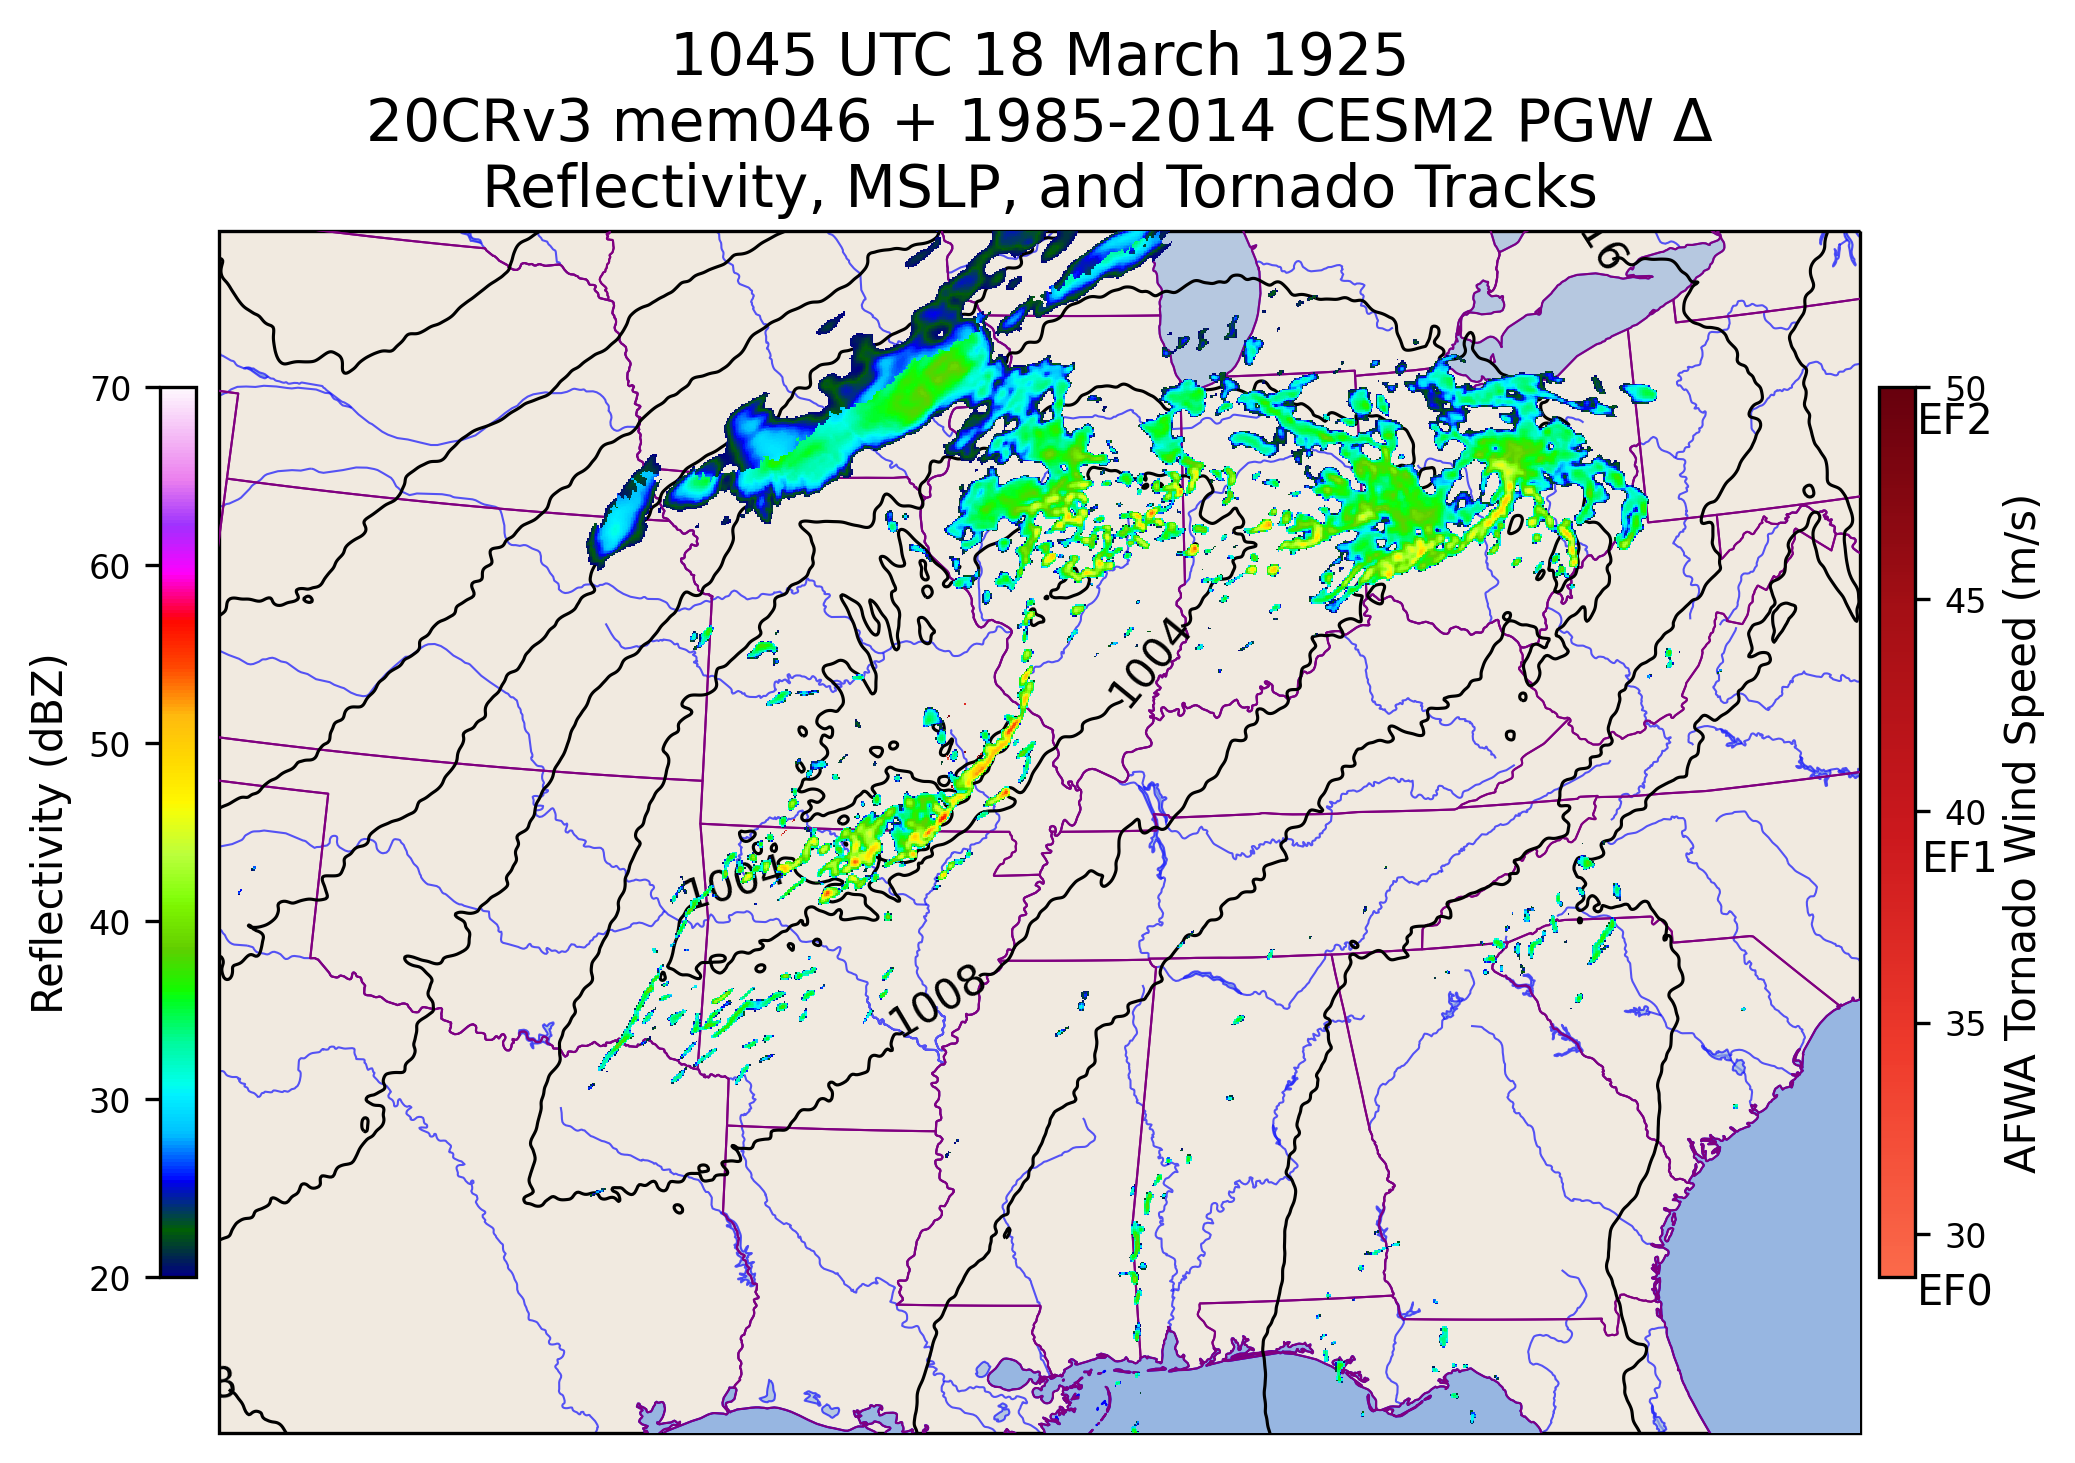 1045 UTC 18 March 1925
20CRv3 mem046 + 1985-2014 CESM2 PGW Δ
Reflectivity, MSLP, and Tornado Tracks
16
1004
1004
1008
70
60
50
40
30
20
Reflectivity (dBZ)
50
EF2
45
40
EF1
35
30
EF0
AFWA Tornado Wind Speed (m/s)